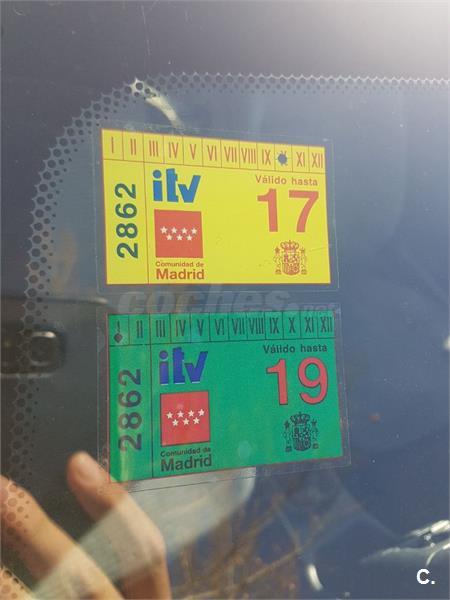 I II III IV V VI VII VIII IX XI XII
2862
itv
Válido hasta
17
Comunidad de
Madrid
coches.net
II III IV V VI VII VIII IX X XI XII
2862
itv
Válido hasta
19
Comunidad de
Madrid
C.